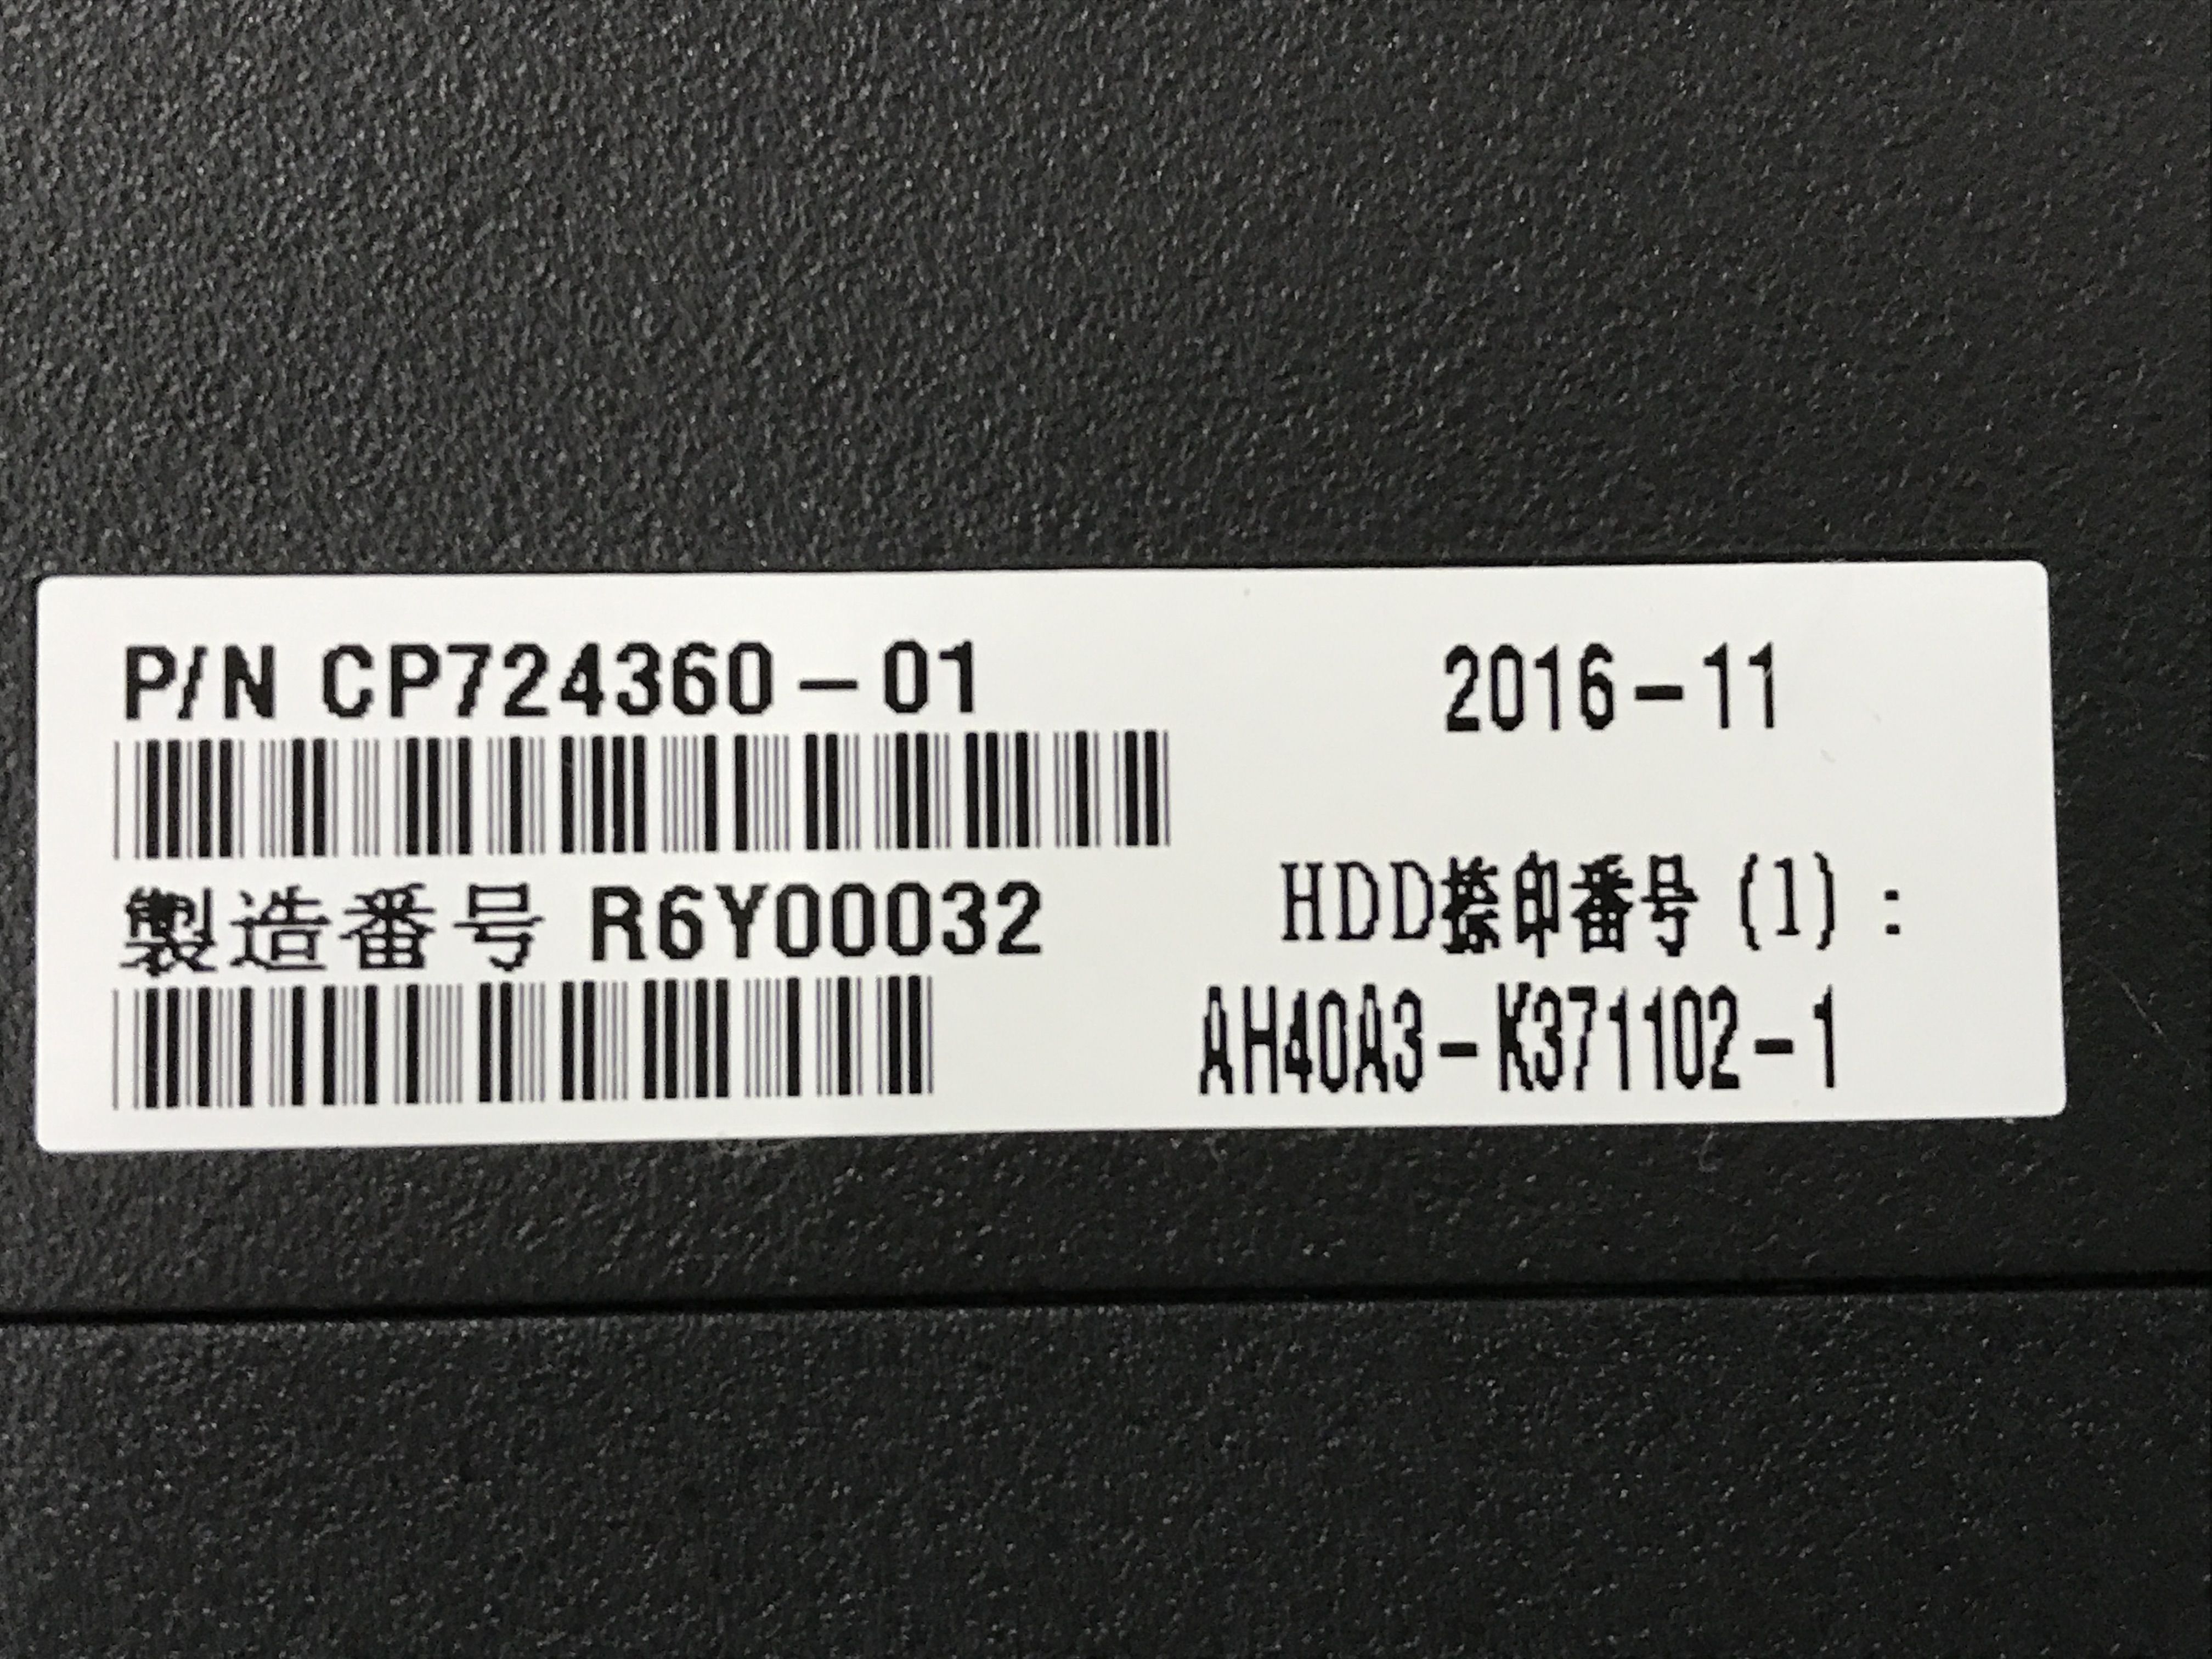 P/N CP724360-01
2016-11
製造番号 R6Y00032
HDD捺印番号 (1) :
AH40A3-K371102-1